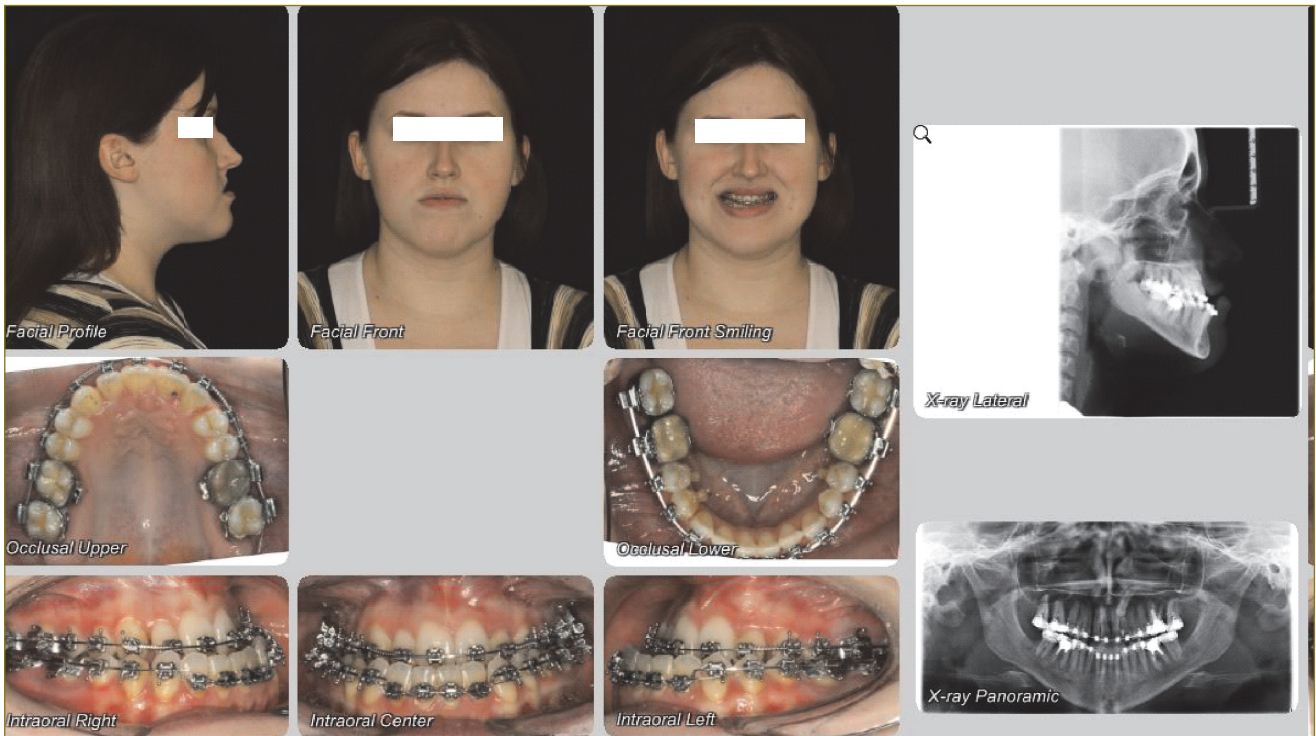 Facial Profile
Facial Front
Facial Front Smiling
X-ray Lateral
Occlusal Upper
Occlusal Lower
X-ray Panoramic
Intraoral Right
Intraoral Center
Intraoral Left